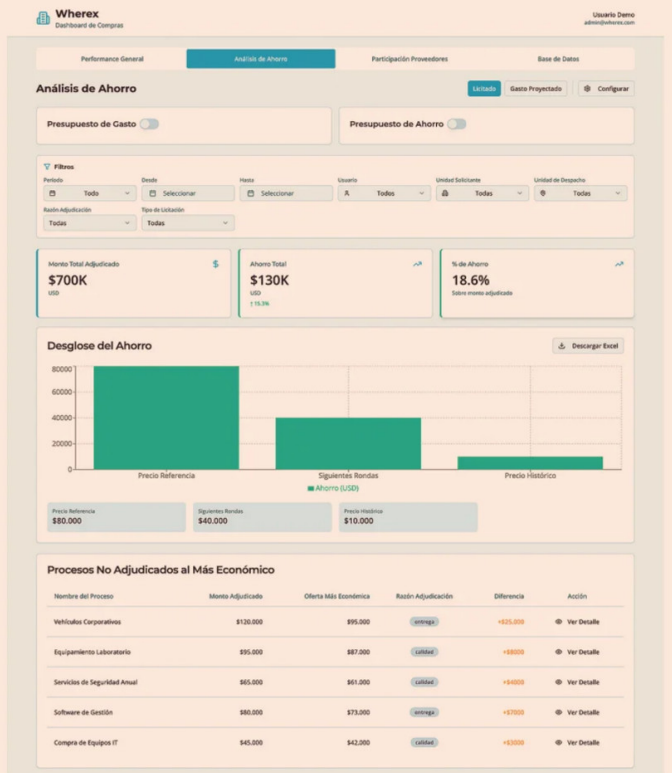 Wherex
Dashboard de Compras
Usuario Demo
admin@wherex.com
Performance General
Análisis de Ahorro
Participación Proveedores
Base de Datos
Análisis de Ahorro
Licitado
Gasto Proyectado
Configurar
Presupuesto de Gasto
Presupuesto de Ahorro
Filtros
Período
Desde
Hasta
Usuario
Unidad Solicitante
Unidad de Despacho
Todo
Seleccionar
Seleccionar
Todos
Todas
Todas
Razón Adjudicación
Tipo de Licitación
Todas
Todas
Monto Total Adjudicado
$700K
USD
Ahorro Total
$130K
USD
↑ 15.3%
% de Ahorro
18.6%
Sobre monto adjudicado
Desglose del Ahorro
Descargar Excel
80000
60000
40000
20000
0
Precio Referencia
Siguientes Rondas
Precio Histórico
Ahorro (USD)
Precio Referencia
$80.000
Siguientes Rondas
$40.000
Precio Histórico
$10.000
Procesos No Adjudicados al Más Económico
Nombre del Proceso Monto Adjudicado Oferta Más Económica Razón Adjudicación Diferencia Acción
Vehículos Corporativos $120.000 $95.000 entrega +$25.000 Ver Detalle
Equipamiento Laboratorio $95.000 $87.000 calidad +$8000 Ver Detalle
Servicios de Seguridad Anual $65.000 $61.000 calidad +$4000 Ver Detalle
Software de Gestión $80.000 $73.000 entrega +$7000 Ver Detalle
Compra de Equipos IT $45.000 $42.000 calidad +$3000 Ver Detalle